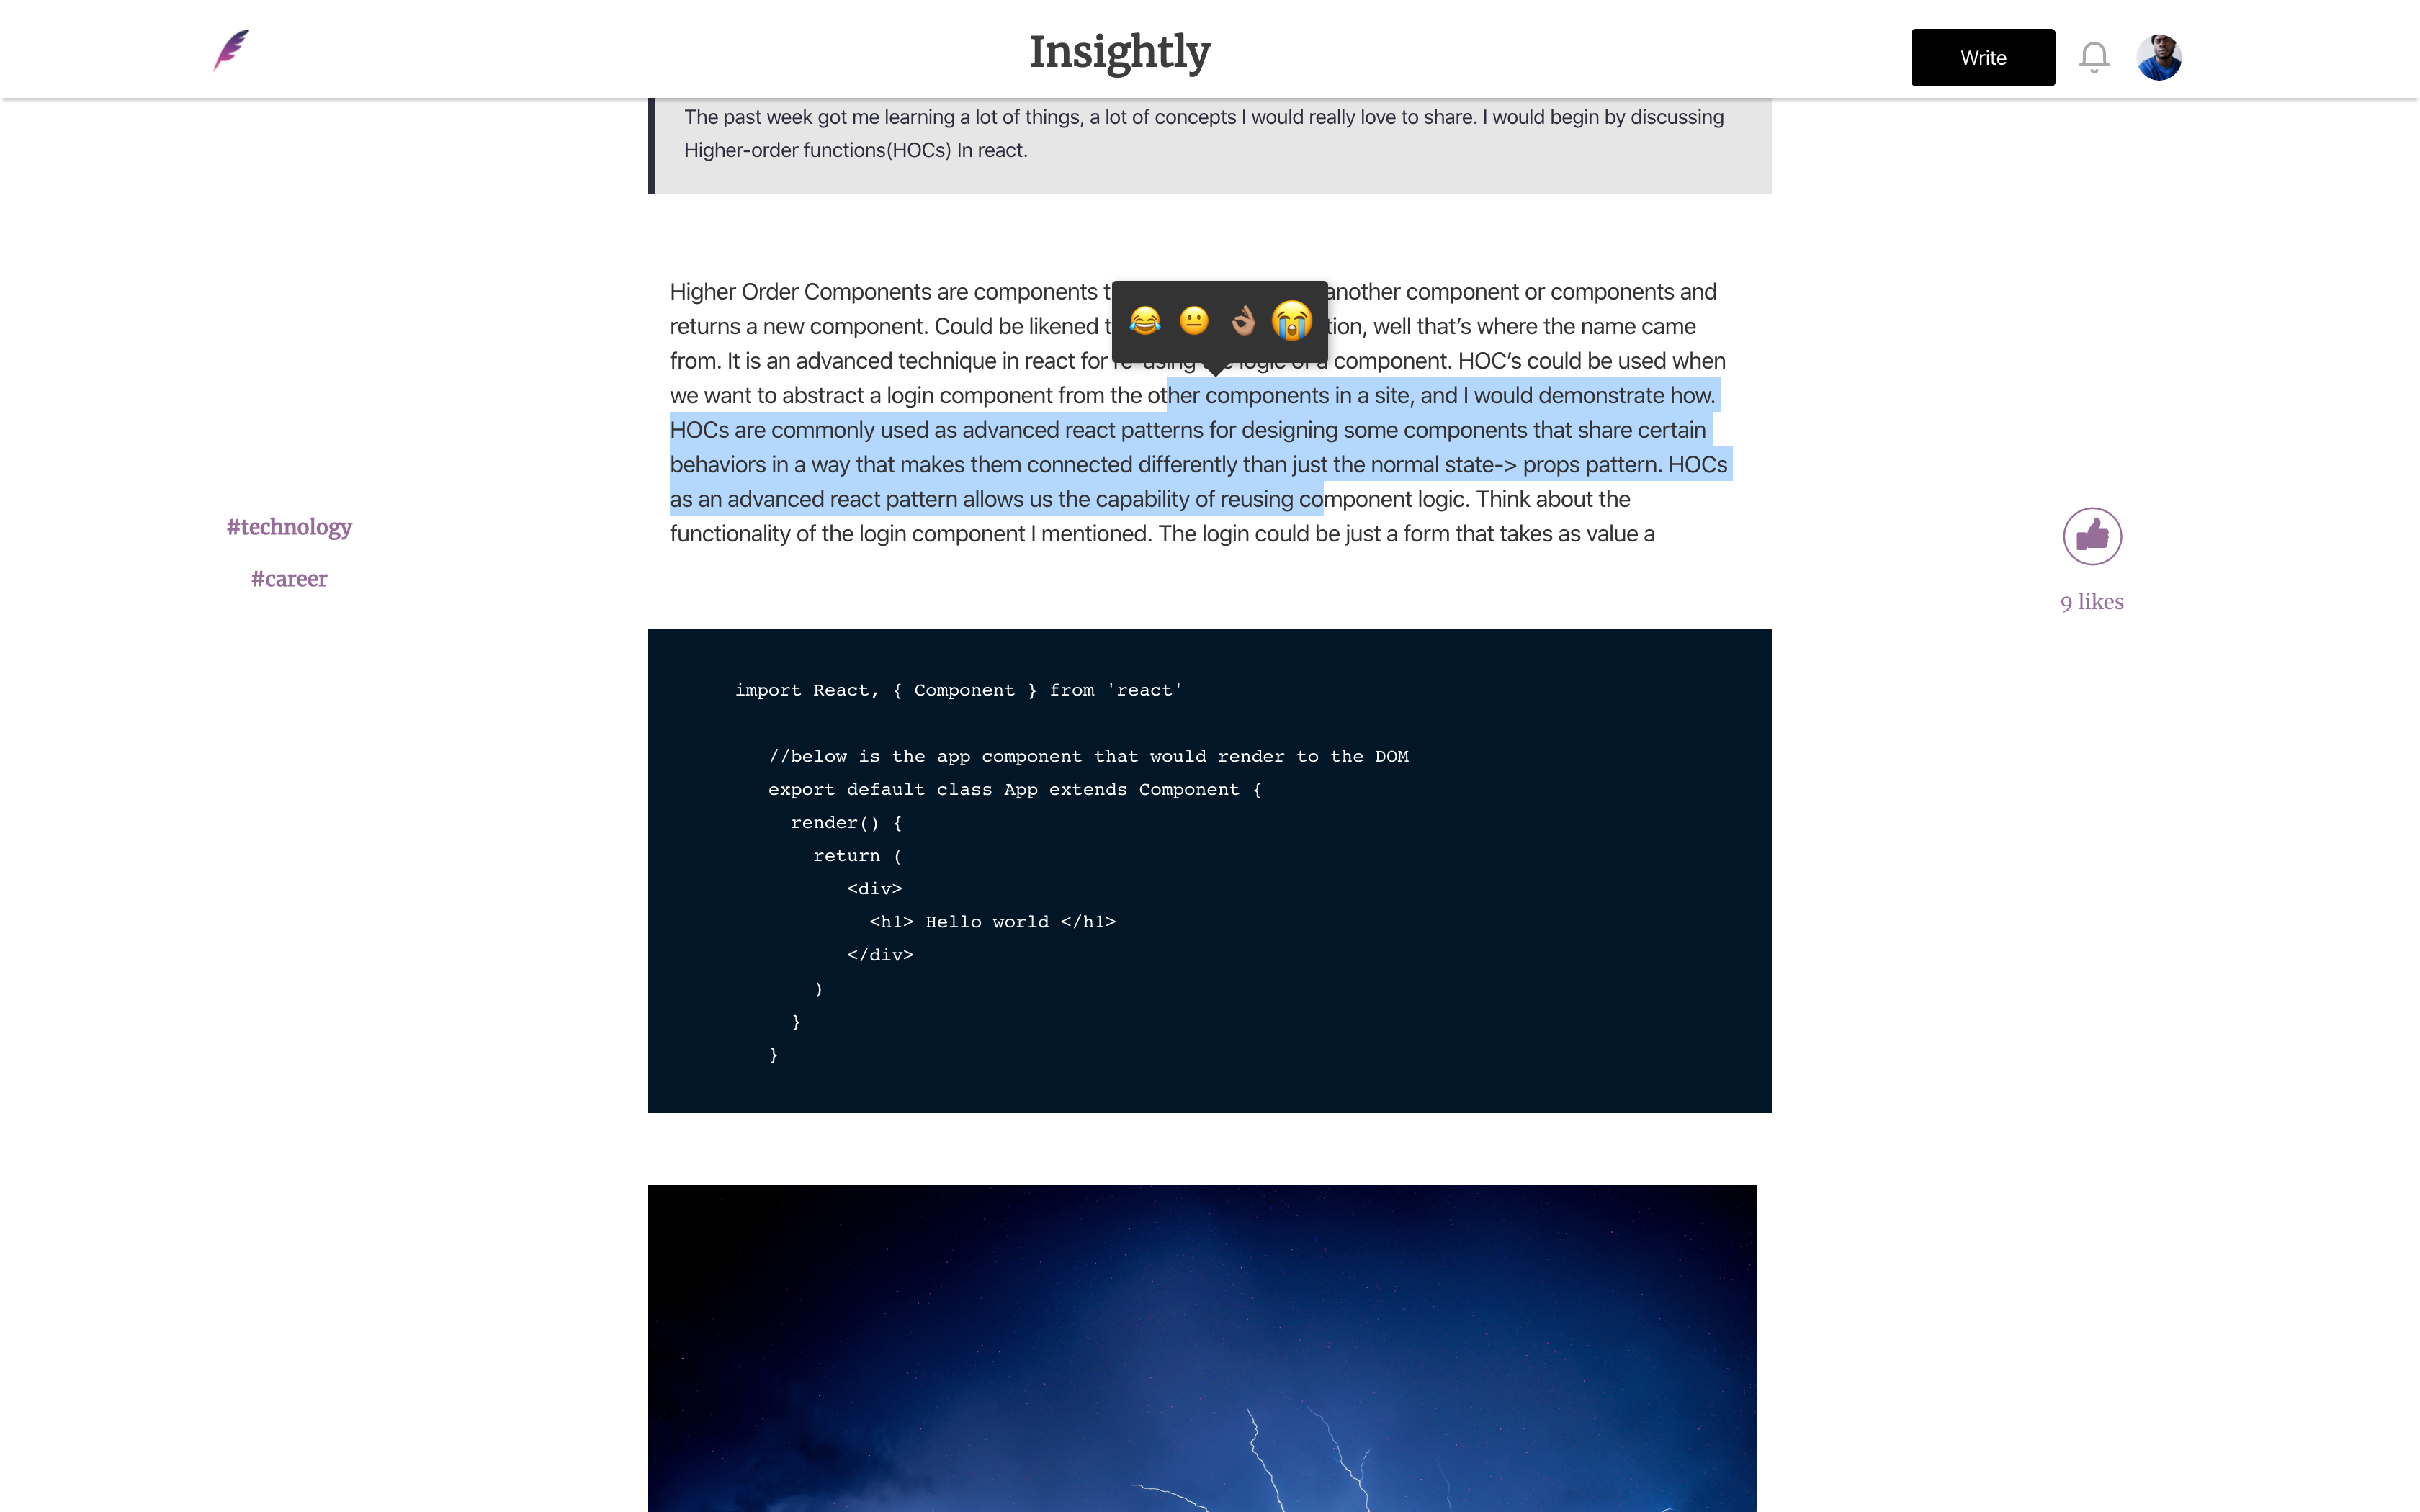 Insightly
Write
The past week got me learning a lot of things, a lot of concepts I would really love to share. I would begin by discussing
Higher-order functions(HOCs) In react.
Higher Order Components are components t another component or components and
returns a new component. Could be likened t tion, well that’s where the name came
from. It is an advanced technique in react for re-using the logic of a component. HOC’s could be used when
we want to abstract a login component from the other components in a site, and I would demonstrate how.
HOCs are commonly used as advanced react patterns for designing some components that share certain
behaviors in a way that makes them connected differently than just the normal state-> props pattern. HOCs
as an advanced react pattern allows us the capability of reusing component logic. Think about the
functionality of the login component I mentioned. The login could be just a form that takes as value a
#technology
#career
9 likes
import React, { Component } from 'react'
//below is the app component that would render to the DOM
export default class App extends Component {
render() {
return (
<div>
<h1> Hello world </h1>
</div>
)
}
}